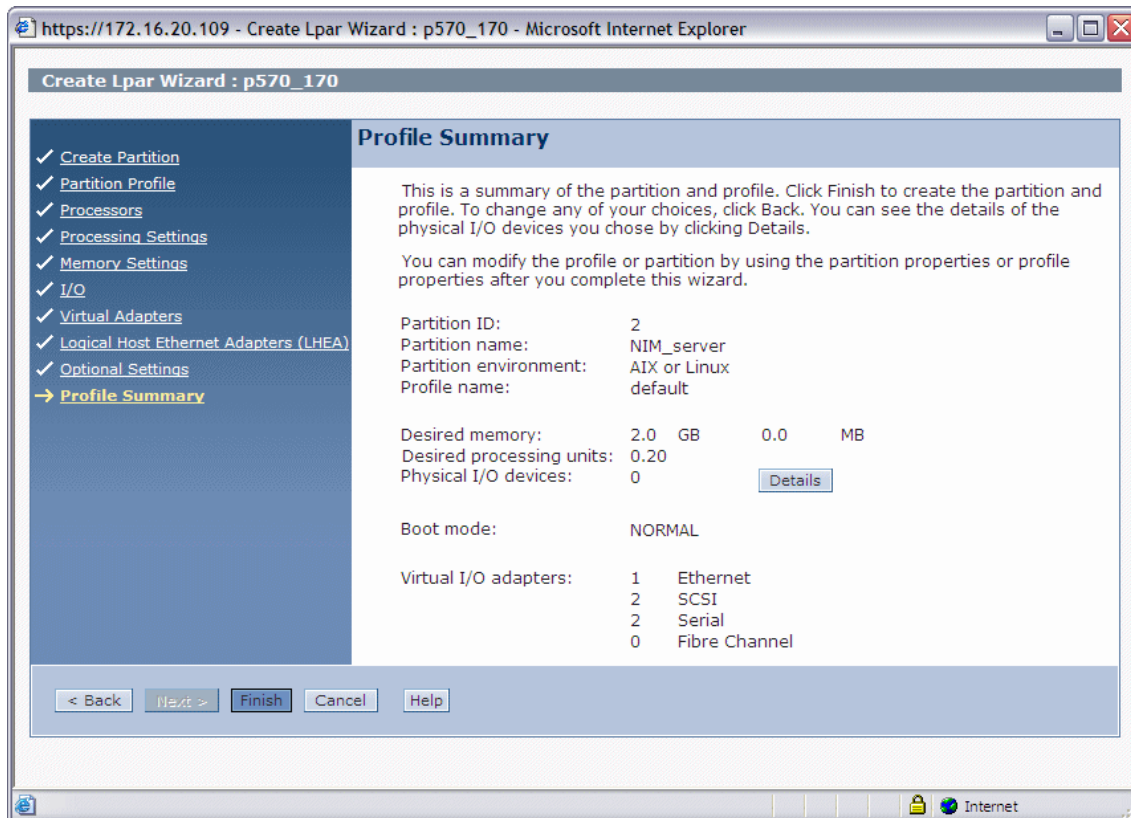 https://172.16.20.109 - Create Lpar Wizard : p570_170 - Microsoft Internet Explorer
Create Lpar Wizard : p570_170
Create Partition
Partition Profile
Processors
Processing Settings
Memory Settings
I/O
Virtual Adapters
Logical Host Ethernet Adapters (LHEA)
Optional Settings
Profile Summary
Profile Summary
This is a summary of the partition and profile. Click Finish to create the partition and
profile. To change any of your choices, click Back. You can see the details of the
physical I/O devices you chose by clicking Details.
You can modify the profile or partition by using the partition properties or profile
properties after you complete this wizard.
Partition ID: 2
Partition name: NIM_server
Partition environment: AIX or Linux
Profile name: default
Desired memory: 2.0 GB 0.0 MB
Desired processing units: 0.20
Physical I/O devices: 0 Details
Boot mode: NORMAL
Virtual I/O adapters: 1 Ethernet
2 SCSI
2 Serial
0 Fibre Channel
< Back Next > Finish Cancel Help
Internet